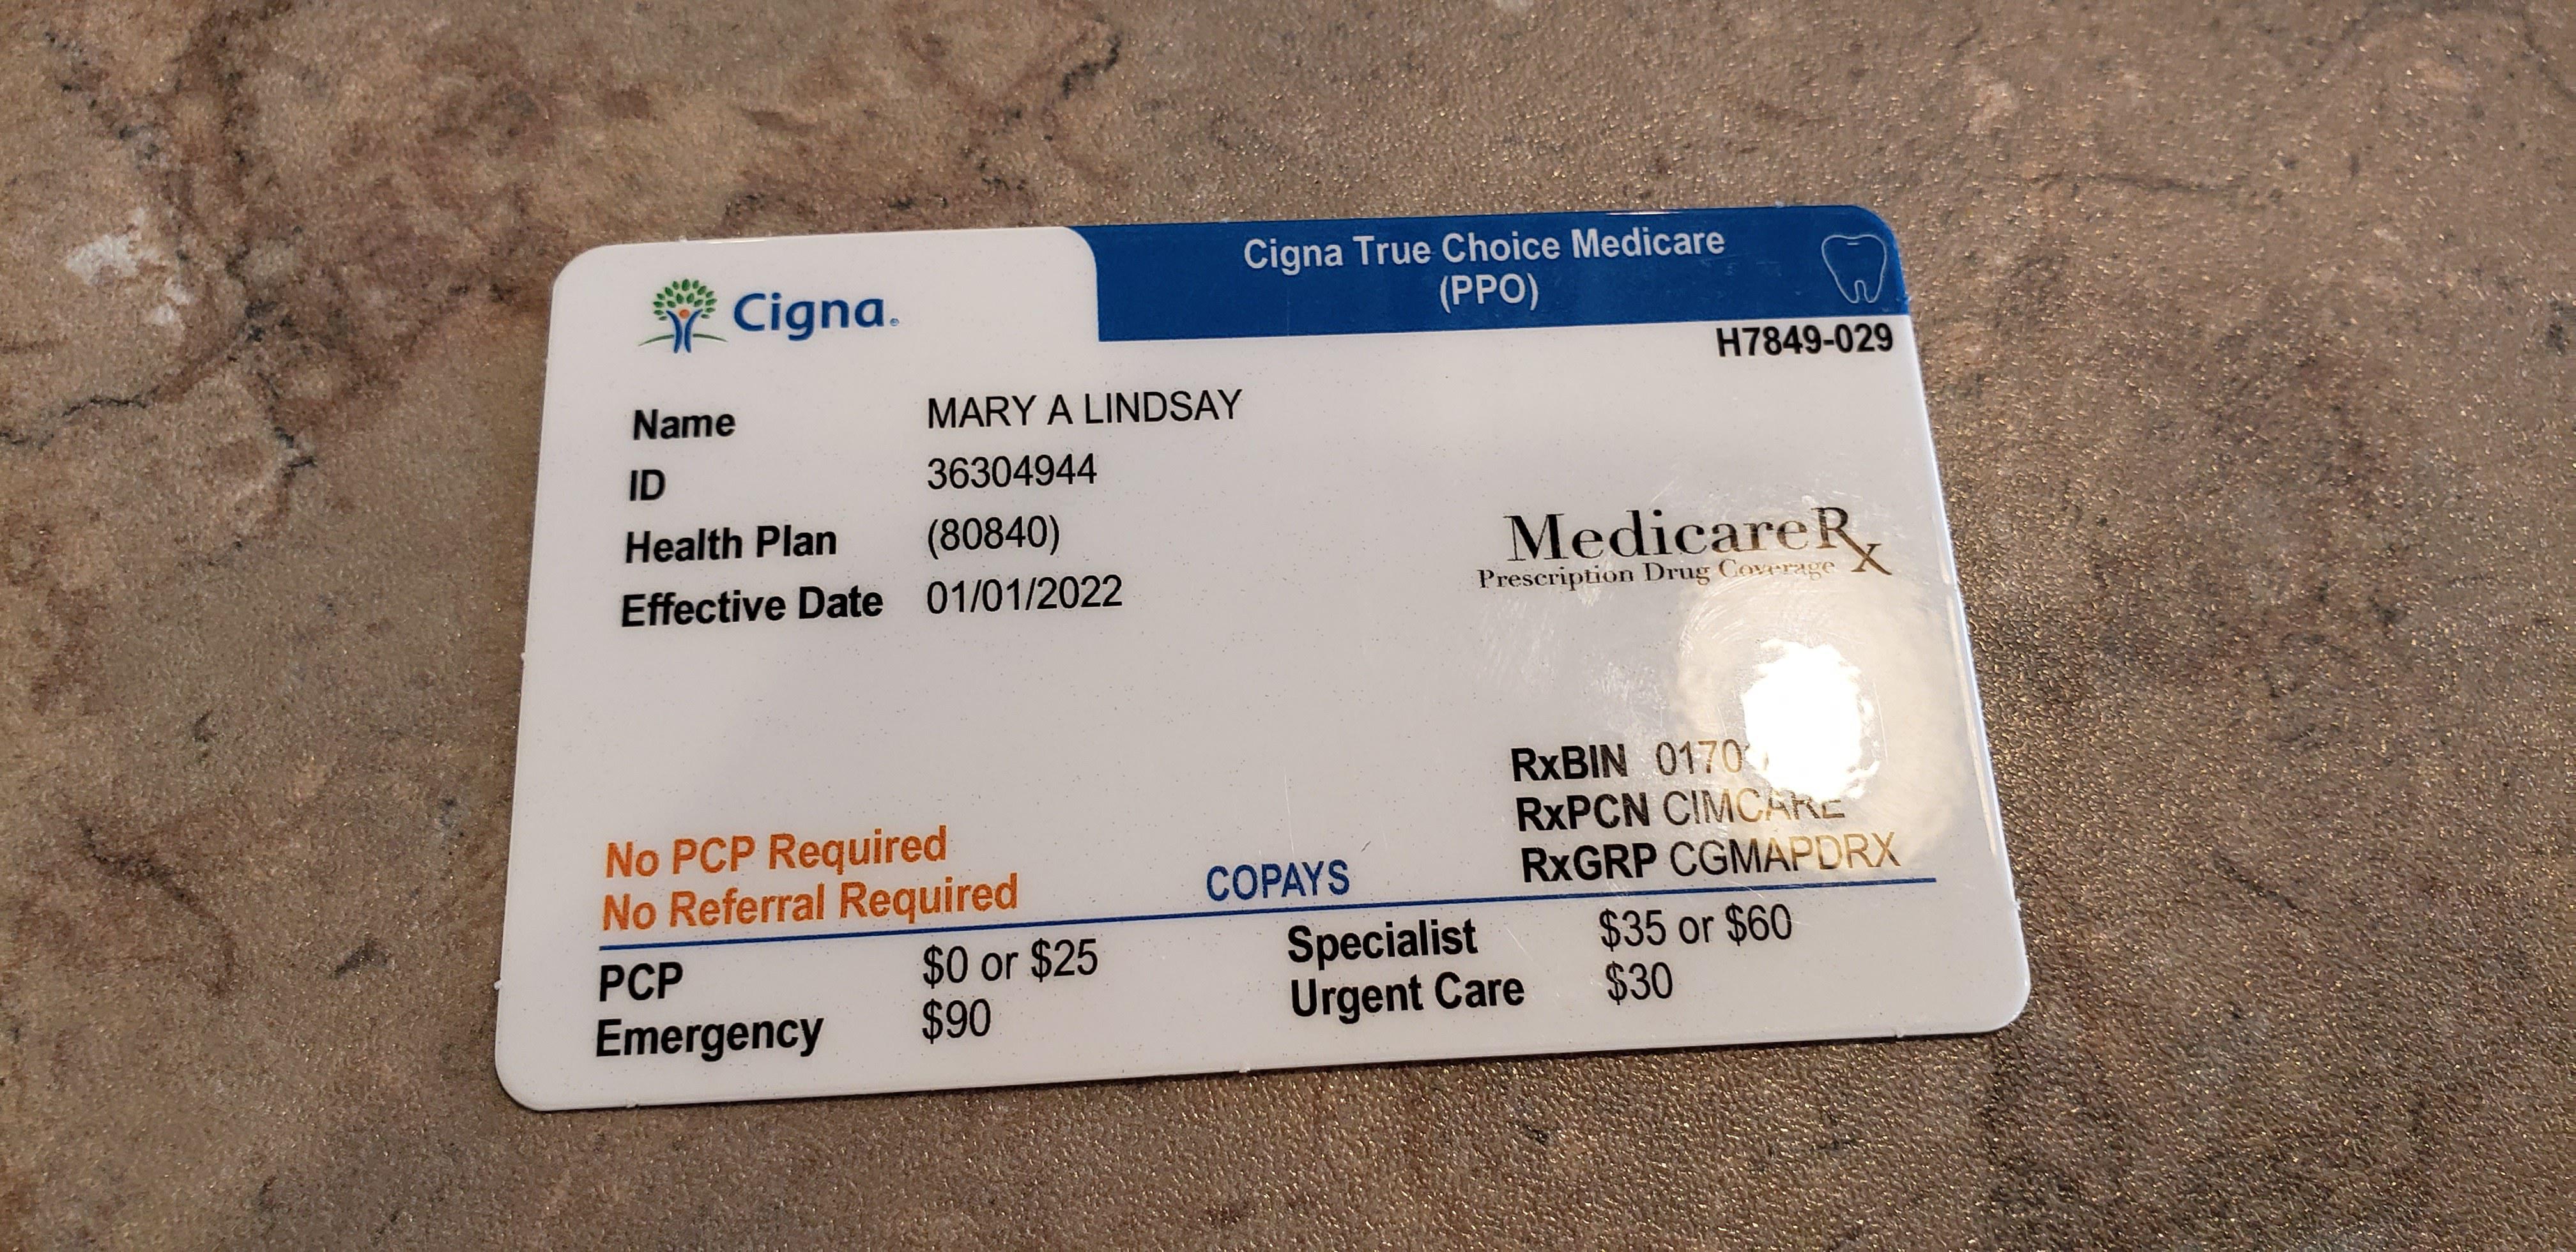 Cigna
Cigna True Choice Medicare
(PPO)
H7849-029
Name MARY A LINDSAY
ID 36304944
Health Plan (80840)
Effective Date 01/01/2022
MedicareRx
Prescription Drug Coverage
RxBIN
RxPCN CIMCARE
RxGRP CGMAPDRX
No PCP Required
No Referral Required
COPAYS
PCP $0 or $25 Specialist $35 or $60
Emergency $90 Urgent Care $30